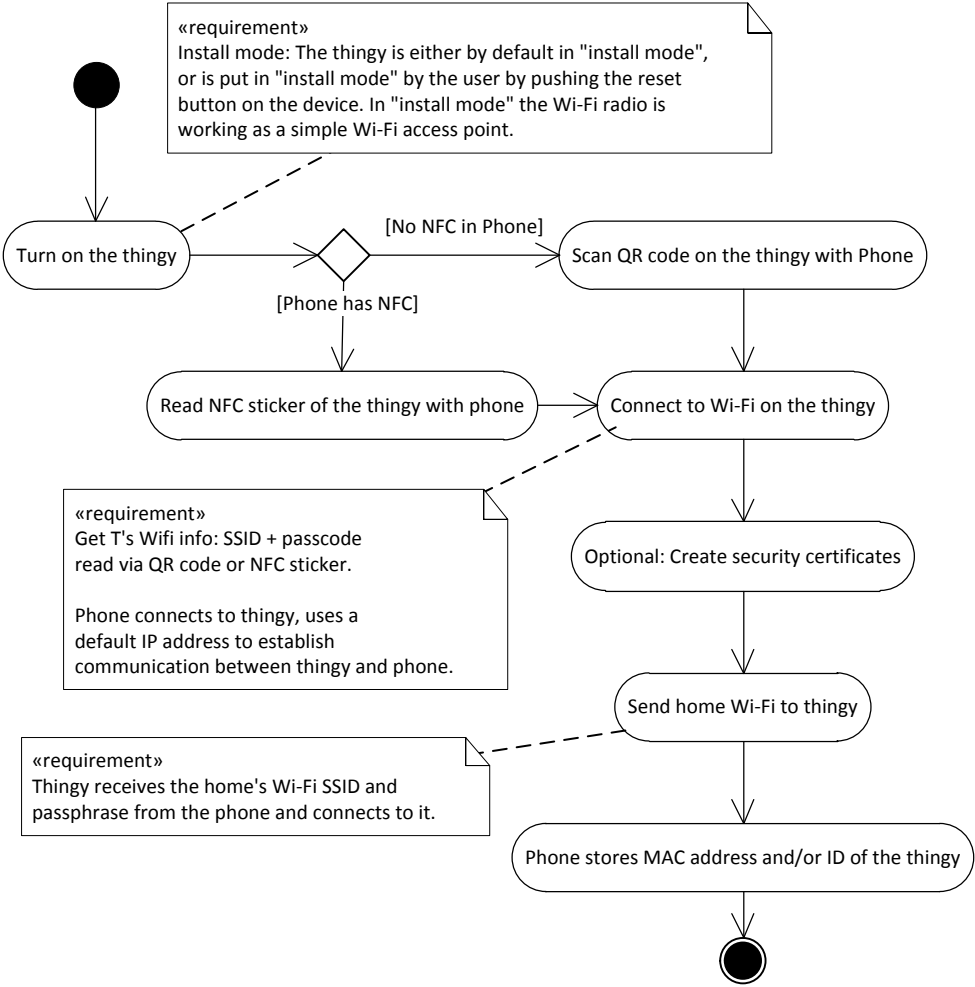 «requirement»
Install mode: The thingy is either by default in "install mode",
or is put in "install mode" by the user by pushing the reset
button on the device. In "install mode" the Wi-Fi radio is
working as a simple Wi-Fi access point.
Turn on the thingy
[No NFC in Phone]
Scan QR code on the thingy with Phone
[Phone has NFC]
Read NFC sticker of the thingy with phone
Connect to Wi-Fi on the thingy
«requirement»
Get T's Wifi info: SSID + passcode
read via QR code or NFC sticker.
Phone connects to thingy, uses a
default IP address to establish
communication between thingy and phone.
Optional: Create security certificates
Send home Wi-Fi to thingy
«requirement»
Thingy receives the home's Wi-Fi SSID and
passphrase from the phone and connects to it.
Phone stores MAC address and/or ID of the thingy